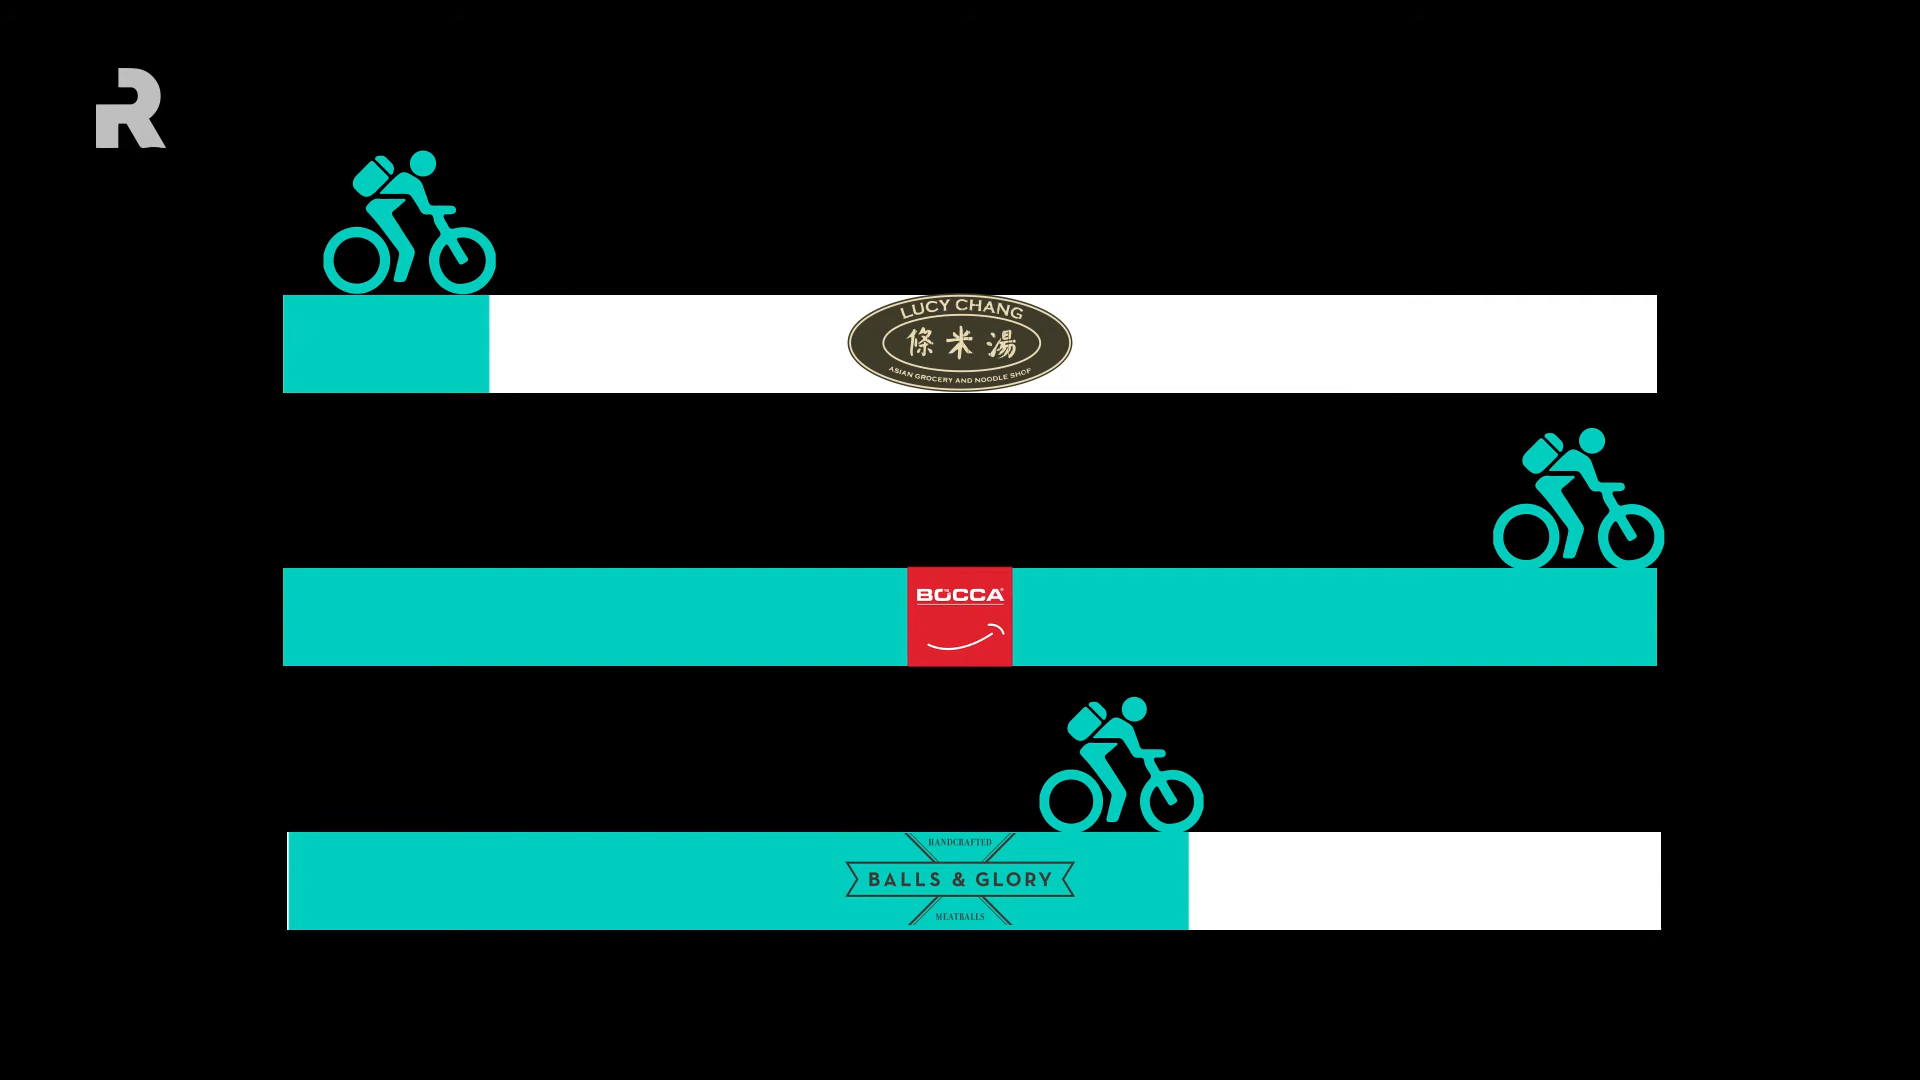 R
LUCY CHANG
條米湯
ASIAN GROCERY AND NOODLE SHOP
BOCCA
HANDCRAFTED
BALLS & GLORY
MEATBALLS